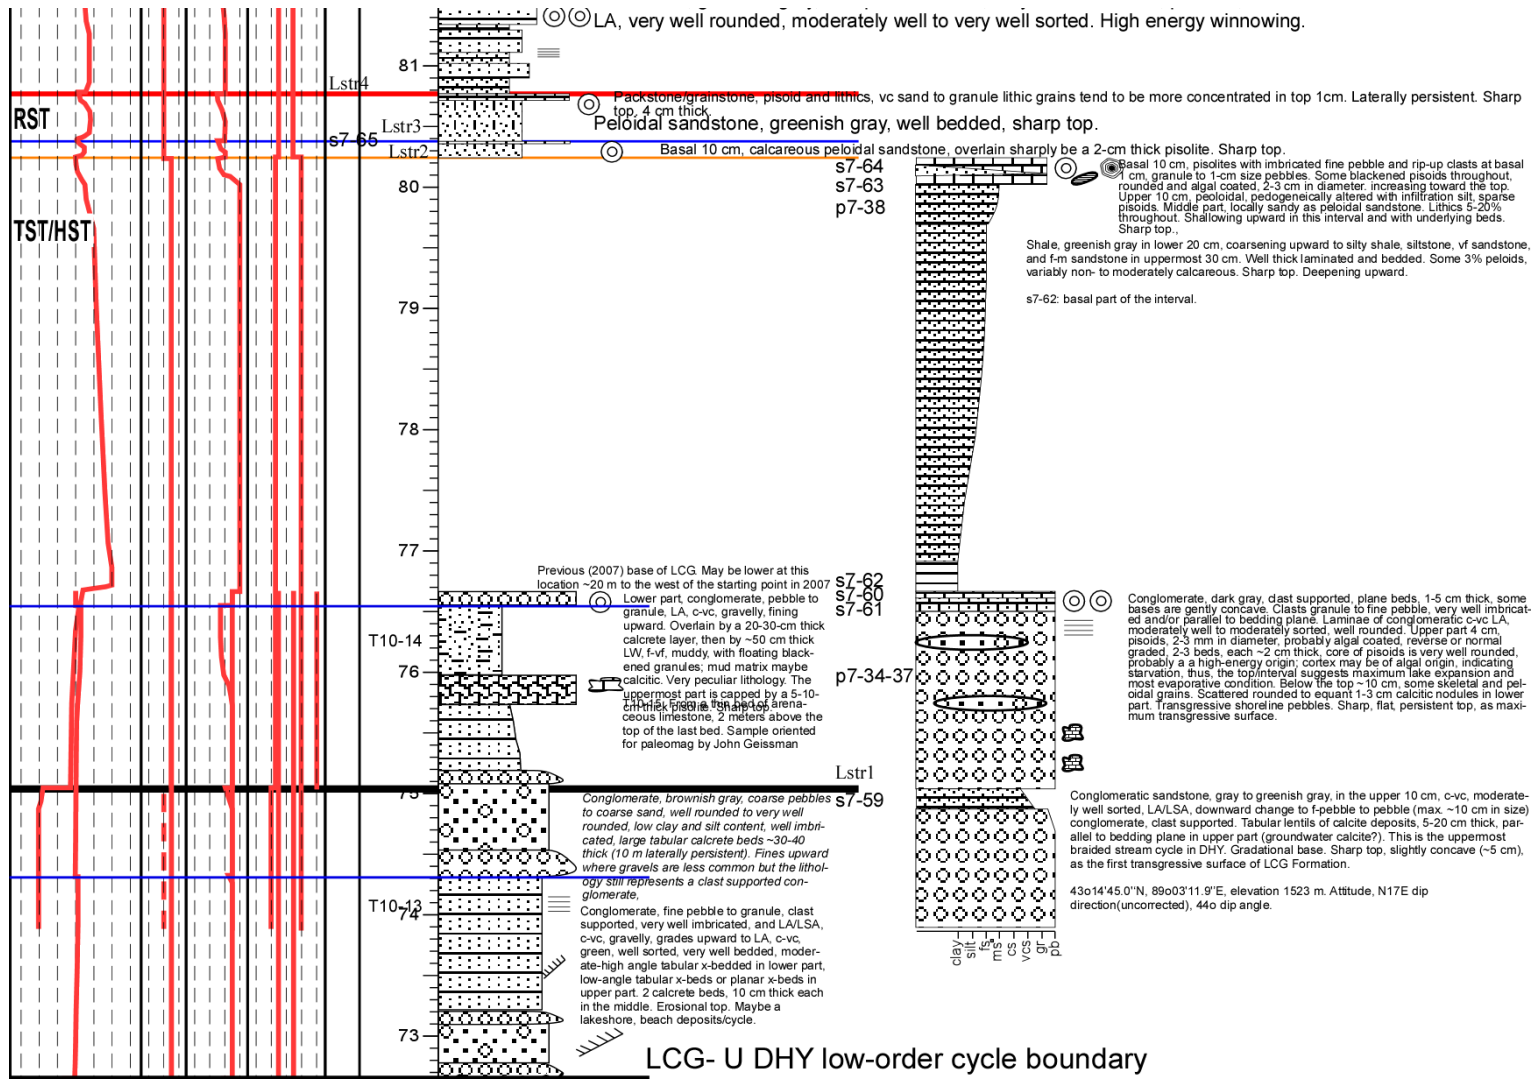 LA, very well rounded, moderately well to very well sorted. High energy winnowing.
81
Lstr4
Packstone/grainstone, pisoid and lithics, vc sand to granule lithic grains tend to be more concentrated in top 1cm. Laterally persistent. Sharp
top, 4 cm thick.
RST
Lstr3
Peloidal sandstone, greenish gray, well bedded, sharp top.
s7-65
Lstr2
Basal 10 cm, calcareous peloidal sandstone, overlain sharply be a 2-cm thick pisolite. Sharp top.
s7-64
s7-63
p7-38
80
Basal 10 cm, pisolites with imbricated fine pebble and rip-up clasts at basal
1 cm, granule to 1-cm size pebbles. Some blackened pisoids throughout,
rounded and algal coated, 2-3 cm in diameter. increasing toward the top.
Upper 10 cm, peoloidal, pedogeneically altered with infiltration silt, sparse
pisoids. Middle part, locally sandy as peloidal sandstone. Lithics 5-20%
throughout. Shallowing upward in this interval and with underlying beds.
Sharp top.,
TST/HST
Shale, greenish gray in lower 20 cm, coarsening upward to silty shale, siltstone, vf sandstone,
and f-m sandstone in uppermost 30 cm. Well thick laminated and bedded. Some 3% peloids,
variably non- to moderately calcareous. Sharp top. Deepening upward.
s7-62: basal part of the interval.
79
78
77
Previous (2007) base of LCG. May be lower at this
location ~20 m to the west of the starting point in 2007
s7-62
s7-60
s7-61
Lower part, conglomerate, pebble to
granule, LA, c-vc, gravelly, fining
upward. Overlain by a 20-30-cm thick
calcrete layer, then by ~50 cm thick
LW, f-vf, muddy, with floating black-
ened granules; mud matrix maybe
calcitic. Very peculiar lithology. The
uppermost part is capped by a 5-10-
cm-thick pisolite. Sharp top.
T10-15: From a thin bed of arena-
ceous limestone, 2 meters above the
top of the last bed. Sample oriented
for paleomag by John Geissman
T10-14
76
p7-34-37
Conglomerate, dark gray, clast supported, plane beds, 1-5 cm thick, some
bases are gently concave. Clasts granule to fine pebble, very well imbricat-
ed and/or parallel to bedding plane. Laminae of conglomeratic c-vc LA,
moderately well to moderately sorted, well rounded. Upper part 4 cm,
pisoids, 2-3 mm in diameter, probably algal coated, reverse or normal
graded, 2-3 beds, each ~2 cm thick, core of pisoids is very well rounded,
probably a a high-energy origin; cortex may be of algal origin, indicating
starvation, thus, the top/interval suggests maximum lake expansion and
most evaporative condition. Below the top ~10 cm, some skeletal and pel-
oidal grains. Scattered rounded to equant 1-3 cm calcitic nodules in lower
part. Transgressive shoreline pebbles. Sharp, flat, persistent top, as maxi-
mum transgressive surface.
Lstr1
75
s7-59
Conglomerate, brownish gray, coarse pebbles
to coarse sand, well rounded to very well
rounded, low clay and silt content, well imbri-
cated, large tabular calcrete beds ~30-40
thick (10 m laterally persistent). Fines upward
where gravels are less common but the lithol-
ogy still represents a clast supported con-
glomerate,
Conglomeratic sandstone, gray to greenish gray, in the upper 10 cm, c-vc, moderate-
ly well sorted, LA/LSA, downward change to f-pebble to pebble (max. ~10 cm in size)
conglomerate, clast supported. Tabular lentils of calcite deposits, 5-20 cm thick, par-
allel to bedding plane in upper part (groundwater calcite?). This is the uppermost
braided stream cycle in DHY. Gradational base. Sharp top, slightly concave (~5 cm),
as the first transgressive surface of LCG Formation.
43o14'45.0''N, 89o03'11.9''E, elevation 1523 m. Attitude, N17E dip
direction(uncorrected), 44o dip angle.
T10-13
74
Conglomerate, fine pebble to granule, clast
supported, very well imbricated, and LA/LSA,
c-vc, gravelly, grades upward to LA, c-vc,
green, well sorted, very well bedded, moder-
ate-high angle tabular x-bedded in lower part,
low-angle tabular x-beds or planar x-beds in
upper part. 2 calcrete beds, 10 cm thick each
in the middle. Erosional top. Maybe a
lakeshore, beach deposits/cycle.
clay
silt
fs
ms
cs
vcs
gr
pb
73
LCG- U DHY low-order cycle boundary